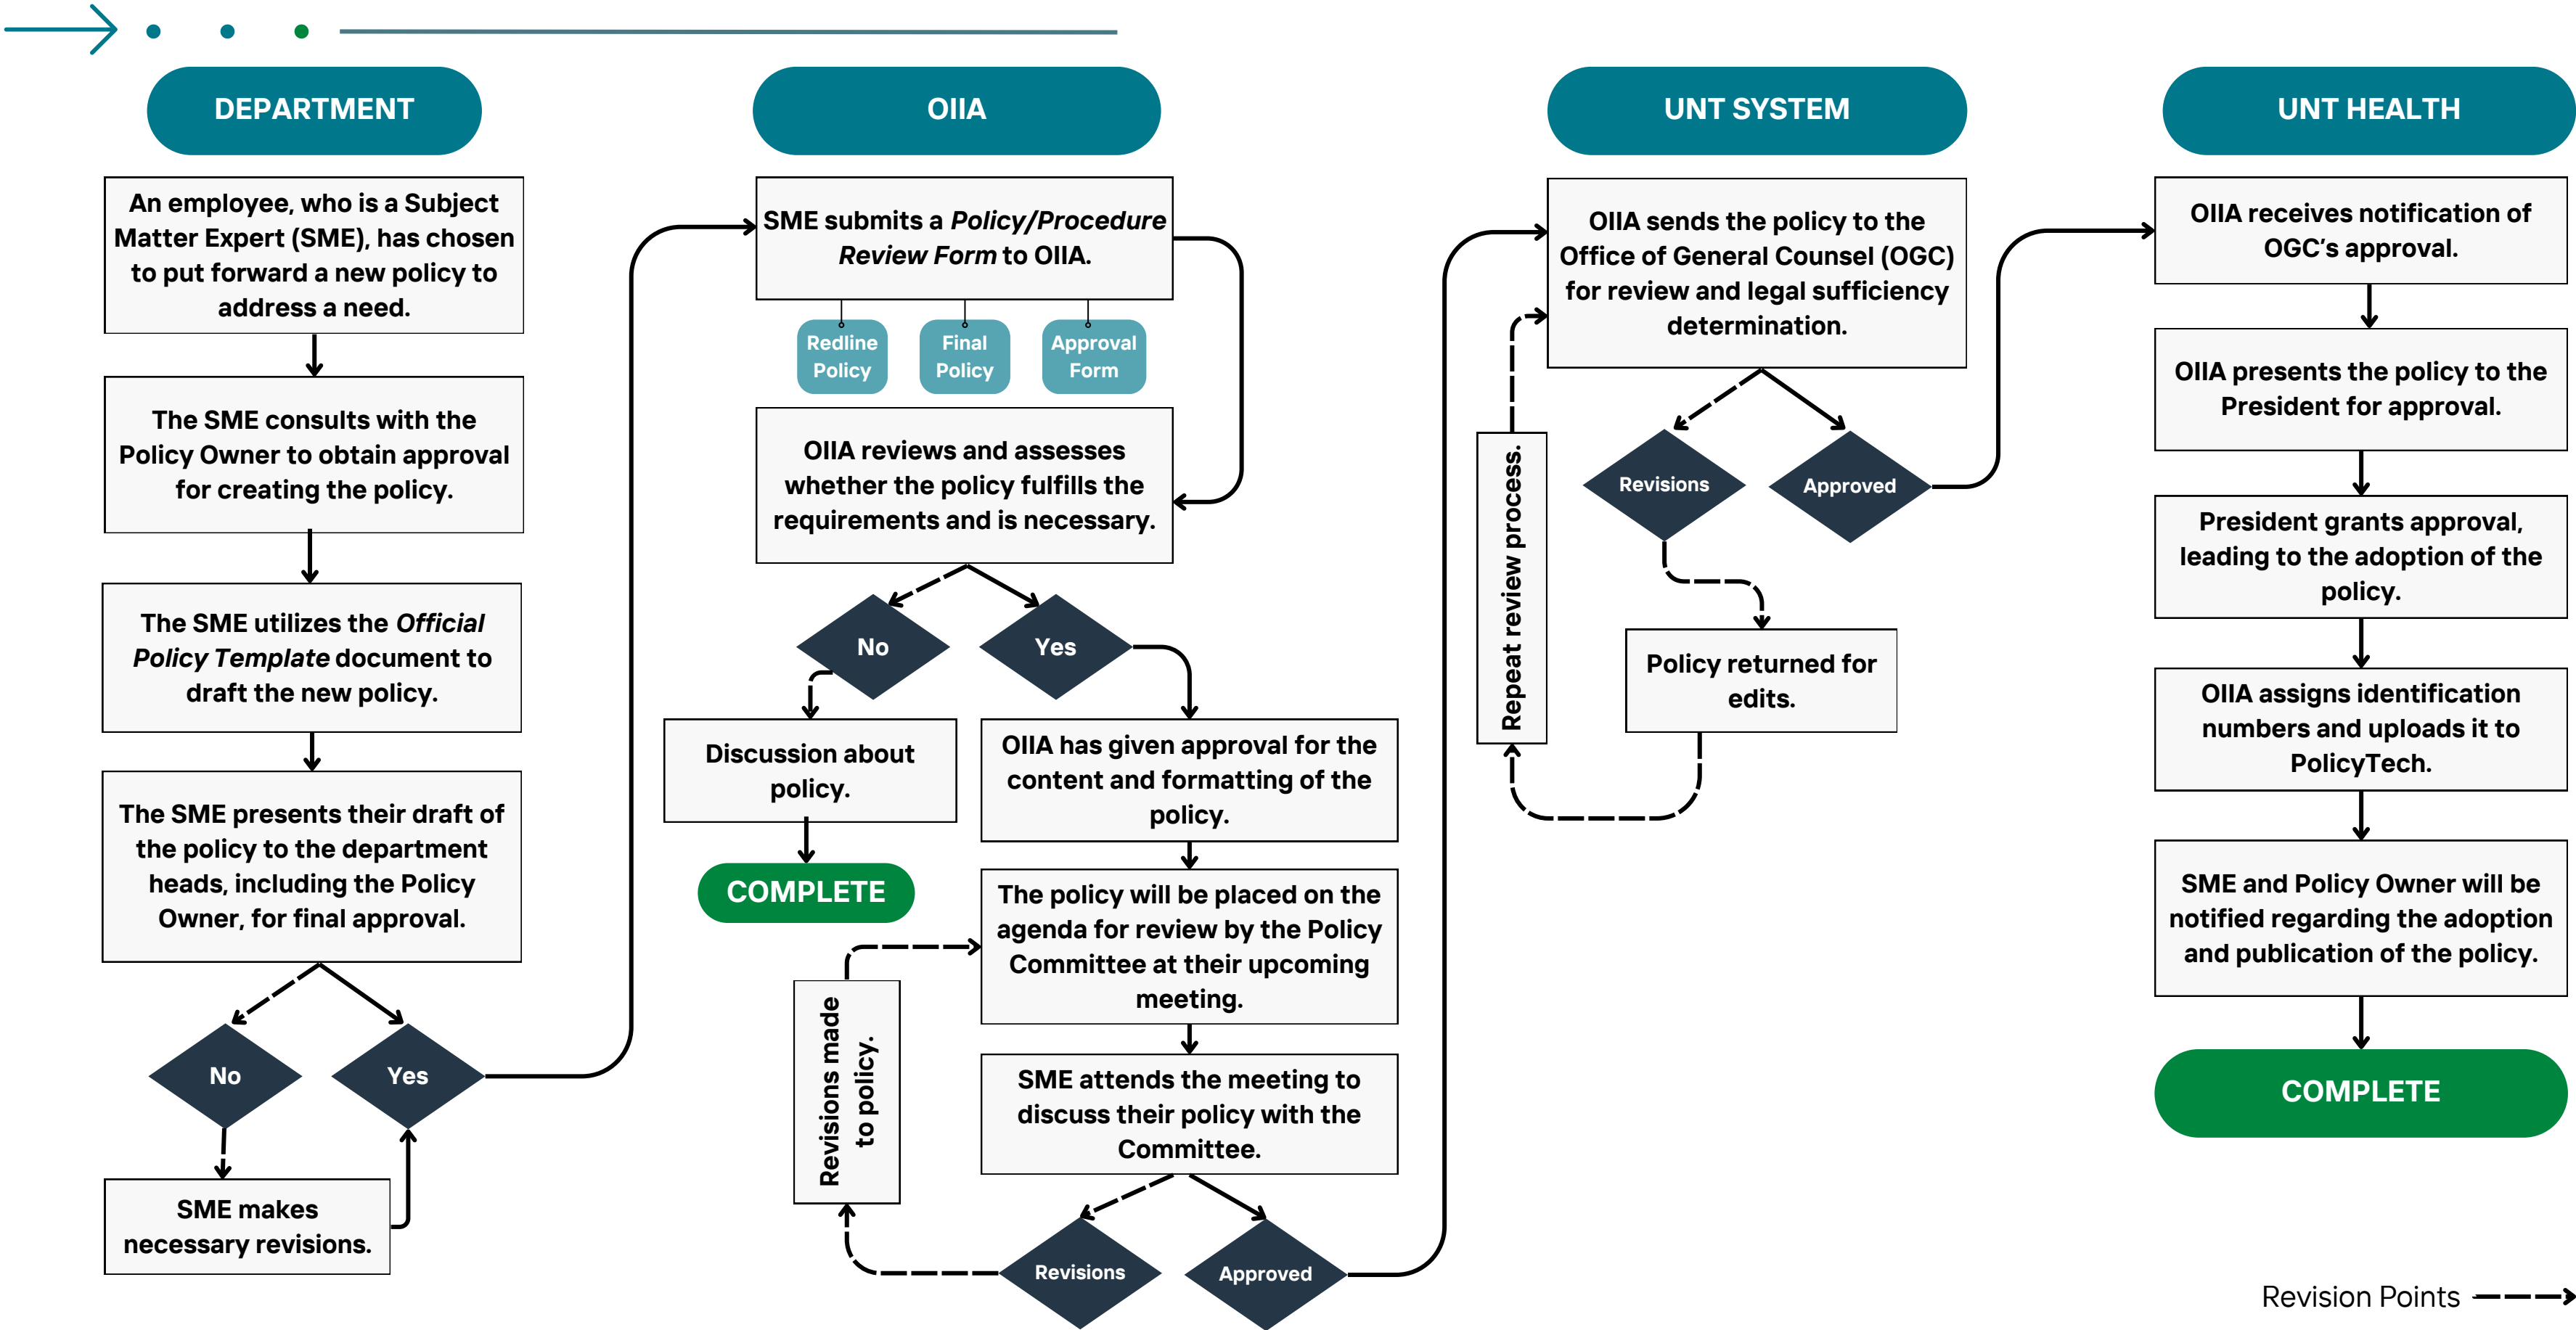 DEPARTMENT
An employee, who is a Subject
Matter Expert (SME), has chosen
to put forward a new policy to
address a need.
The SME consults with the
Policy Owner to obtain approval
for creating the policy.
The SME utilizes the Official
Policy Template document to
draft the new policy.
The SME presents their draft of
the policy to the department
heads, including the Policy
Owner, for final approval.
No
Yes
SME makes
necessary revisions.
OIIA
SME submits a Policy/Procedure
Review Form to OIIA.
Redline
Policy
Final
Policy
Approval
Form
OIIA reviews and assesses
whether the policy fulfills the
requirements and is necessary.
No
Yes
Discussion about
policy.
COMPLETE
OIIA has given approval for the
content and formatting of the
policy.
The policy will be placed on the
agenda for review by the Policy
Committee at their upcoming
meeting.
Revisions made
to policy.
SME attends the meeting to
discuss their policy with the
Committee.
Revisions
Approved
UNT SYSTEM
OIIA sends the policy to the
Office of General Counsel (OGC)
for review and legal sufficiency
determination.
Revisions
Approved
Repeat review process.
Policy returned for
edits.
UNT HEALTH
OIIA receives notification of
OGC's approval.
OIIA presents the policy to the
President for approval.
President grants approval,
leading to the adoption of the
policy.
OIIA assigns identification
numbers and uploads it to
PolicyTech.
SME and Policy Owner will be
notified regarding the adoption
and publication of the policy.
COMPLETE
Revision Points